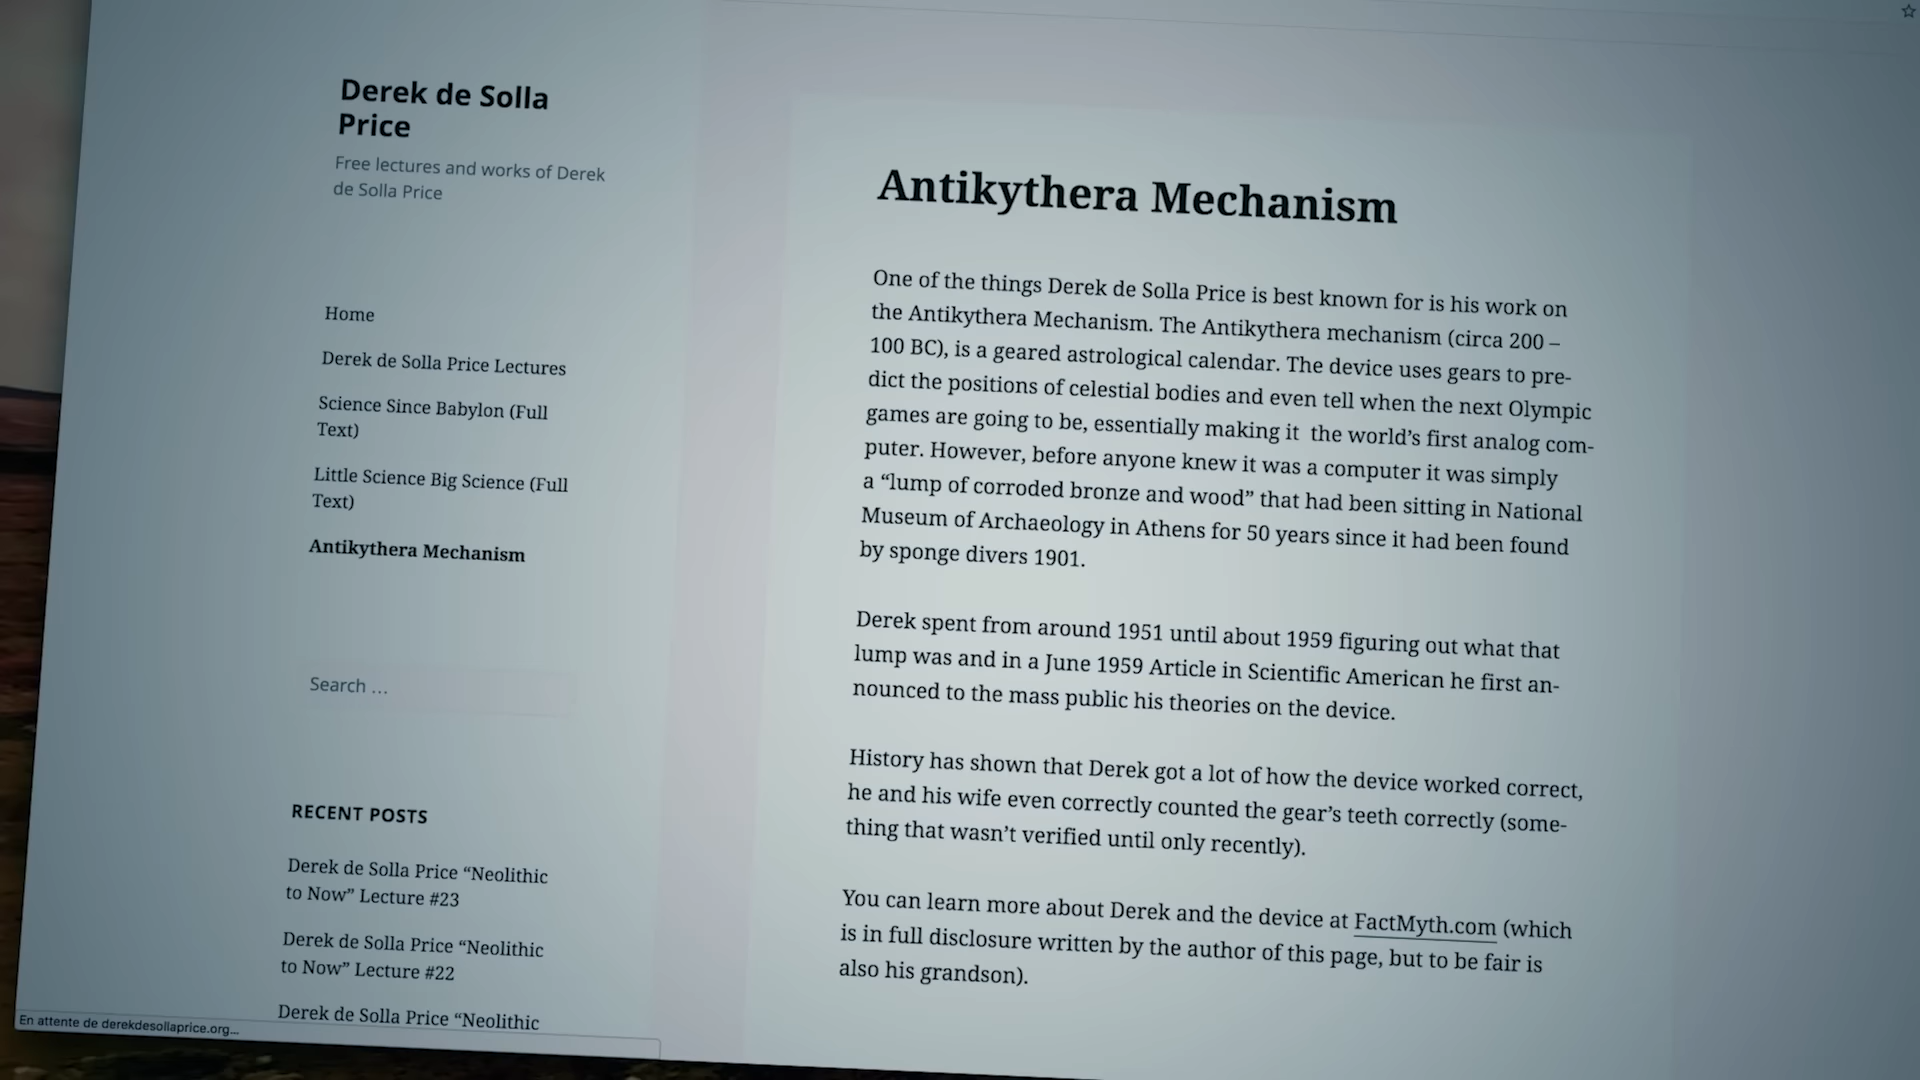 Derek de Solla
Price
Free lectures and works of Derek
de Solla Price
Home
Derek de Solla Price Lectures
Science Since Babylon (Full
Text)
Little Science Big Science (Full
Text)
Antikythera Mechanism
Search …
RECENT POSTS
Derek de Solla Price “Neolithic
to Now” Lecture #23
Derek de Solla Price “Neolithic
to Now” Lecture #22
Derek de Solla Price “Neolithic
En attente de derekdesollaprice.org...
Antikythera Mechanism
One of the things Derek de Solla Price is best known for is his work on
the Antikythera Mechanism. The Antikythera mechanism (circa 200 –
100 BC), is a geared astrological calendar. The device uses gears to pre-
dict the positions of celestial bodies and even tell when the next Olympic
games are going to be, essentially making it  the world’s first analog com-
puter. However, before anyone knew it was a computer it was simply
a “lump of corroded bronze and wood” that had been sitting in National
Museum of Archaeology in Athens for 50 years since it had been found
by sponge divers 1901.
Derek spent from around 1951 until about 1959 figuring out what that
lump was and in a June 1959 Article in Scientific American he first an-
nounced to the mass public his theories on the device.
History has shown that Derek got a lot of how the device worked correct,
he and his wife even correctly counted the gear’s teeth correctly (some-
thing that wasn’t verified until only recently).
You can learn more about Derek and the device at FactMyth.com (which
is in full disclosure written by the author of this page, but to be fair is
also his grandson).